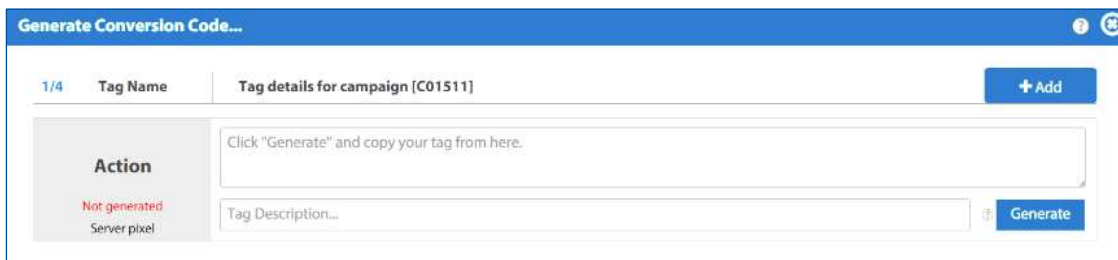 Generate Conversion Code...
1/4 Tag Name Tag details for campaign [C01511] + Add
Click "Generate" and copy your tag from here.
Action
Not generated
Tag Description... Generate
Server pixel